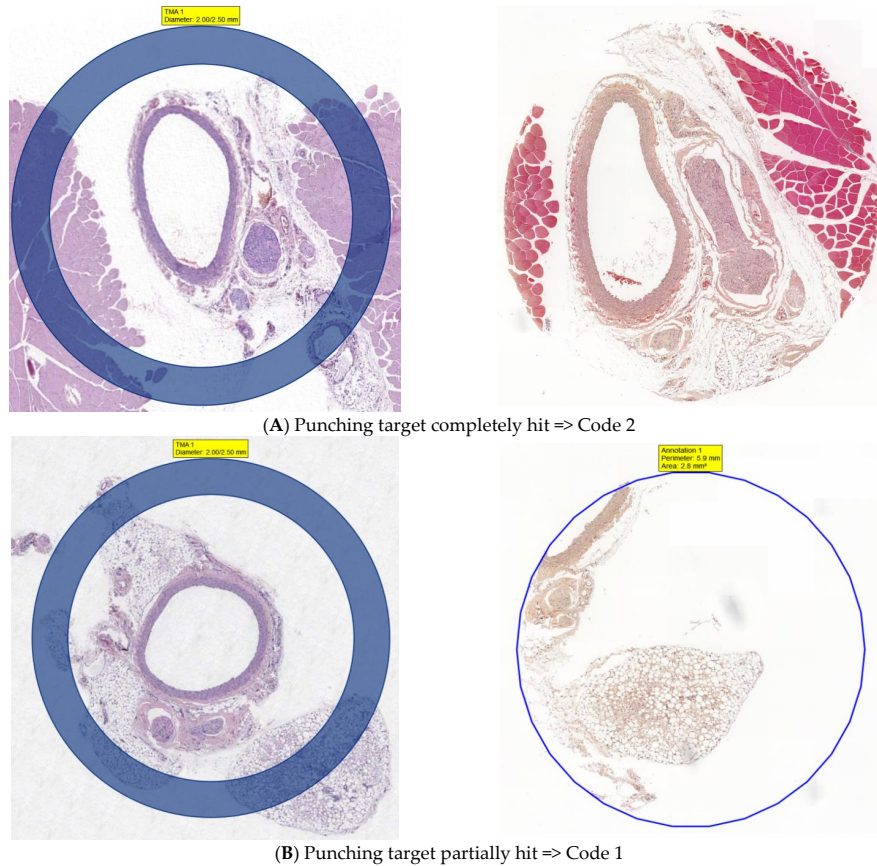 TMA 1
Diameter: 2.00/2.50 mm
(A) Punching target completely hit => Code 2
TMA 1
Diameter: 2.00/2.50 mm
Annotation 1
Perimeter: 5.9 mm
Area: 2.8 mm²
(B) Punching target partially hit => Code 1